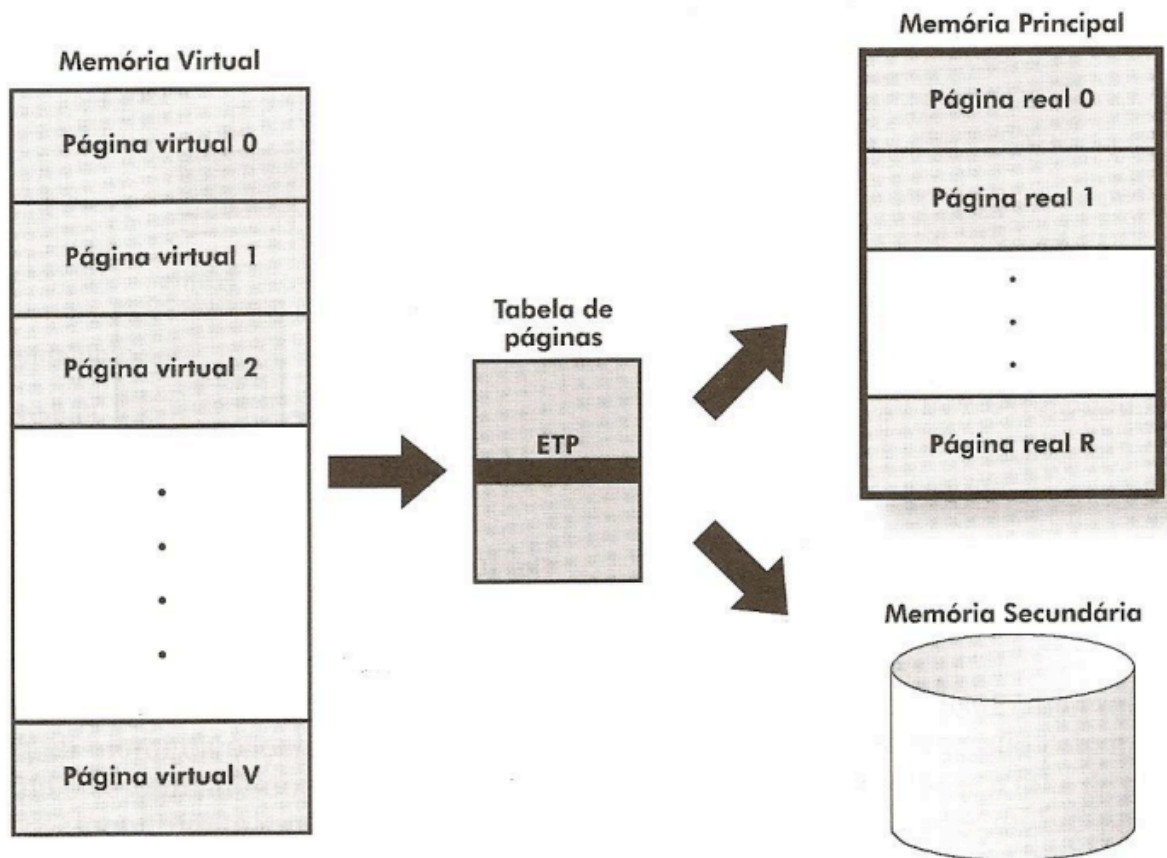 Memória Virtual
Página virtual 0
Página virtual 1
Página virtual 2
Página virtual V
Tabela de
páginas
ETP
Memória Principal
Página real 0
Página real 1
Página real R
Memória Secundária